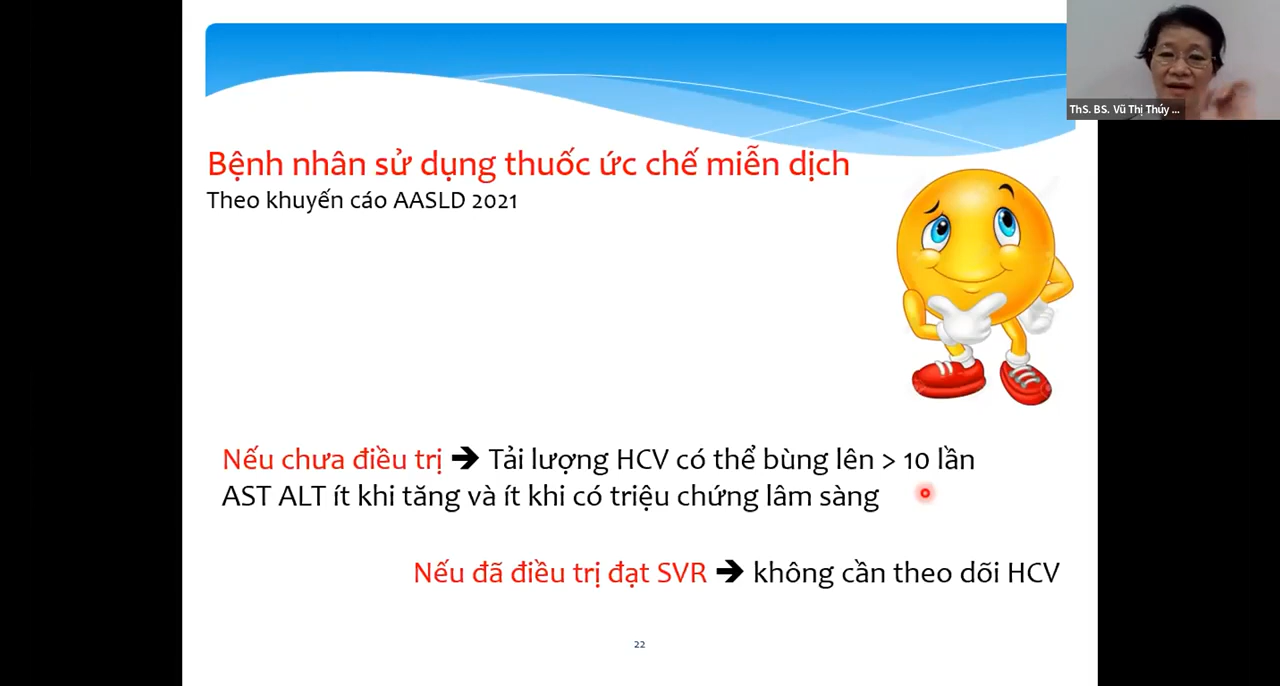 ThS. BS. Vũ Thị Thúy ...
Bệnh nhân sử dụng thuốc ức chế miễn dịch
Theo khuyến cáo AASLD 2021
Nếu chưa điều trị ➔ Tải lượng HCV có thể bùng lên > 10 lần
AST ALT ít khi tăng và ít khi có triệu chứng lâm sàng
Nếu đã điều trị đạt SVR ➔ không cần theo dõi HCV
22